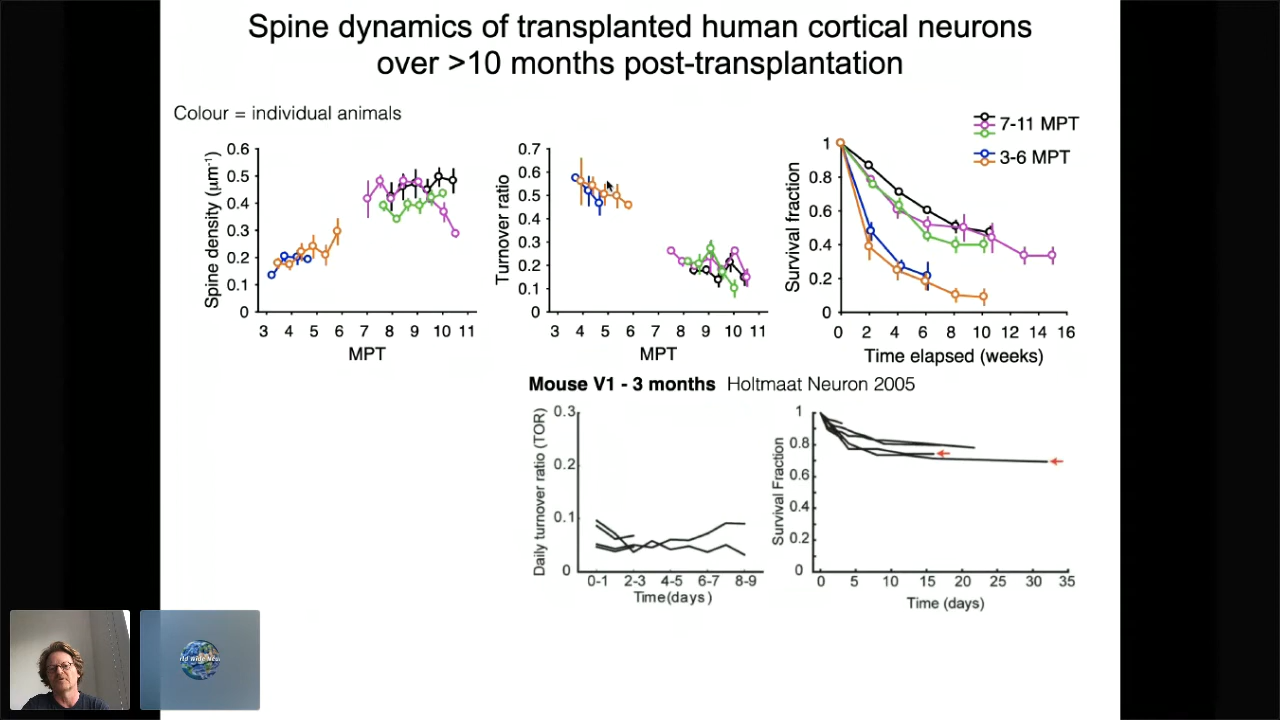 Spine dynamics of transplanted human cortical neurons
over >10 months post-transplantation
Colour = individual animals
7-11 MPT
3-6 MPT
Spine density (µm⁻¹)
0.6
0.5
0.4
0.3
0.2
0.1
0
3 4 5 6 7 8 9 10 11
MPT
Turnover ratio
0.7
0.6
0.5
0.4
0.3
0.2
0.1
0
3 4 5 6 7 8 9 10 11
MPT
Survival fraction
1
0.8
0.6
0.4
0.2
0
0 2 4 6 8 10 12 14 16
Time elapsed (weeks)
Mouse V1 - 3 months Holtmaat Neuron 2005
Daily turnover ratio (TOR)
0.3
0.2
0.1
0
0-1 2-3 4-5 6-7 8-9
Time(days)
Survival Fraction
1
0.8
0.6
0.4
0.2
0
0 5 10 15 20 25 30 35
Time (days)